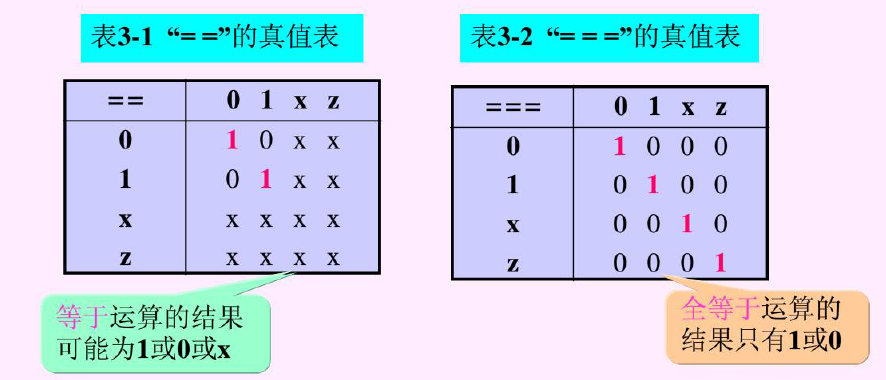 表3-1 “= =”的真值表
== 0 1 x z
0 1 0 x x
1 0 1 x x
x x x x x
z x x x x
等于运算的结果
可能为1或0或x
表3-2 “= = =”的真值表
=== 0 1 x z
0 1 0 0 0
1 0 1 0 0
x 0 0 1 0
z 0 0 0 1
全等于运算的
结果只有1或0